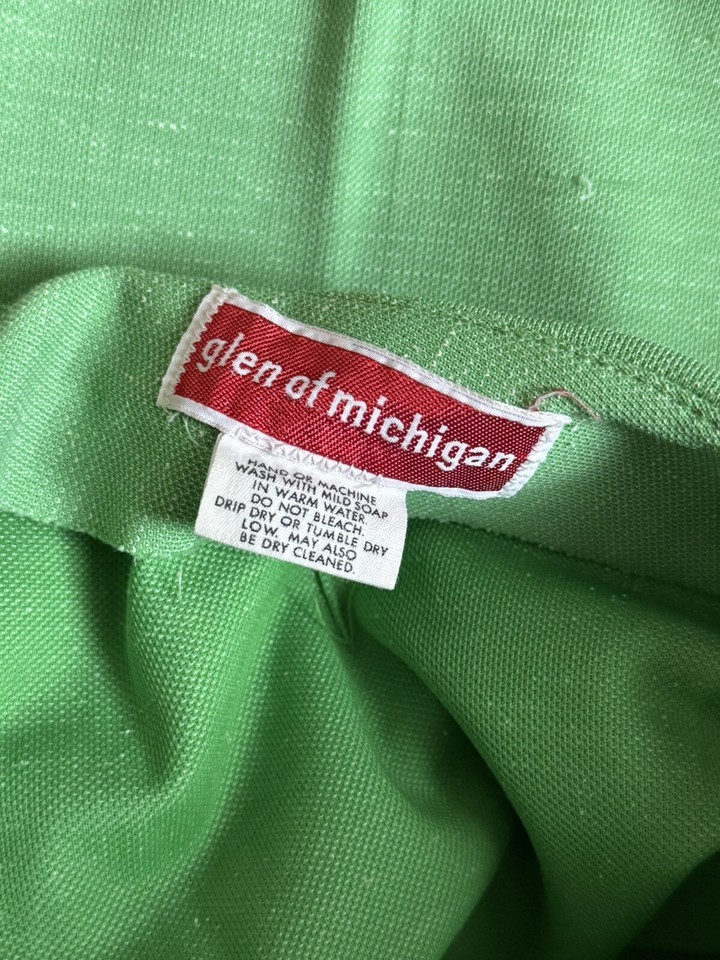 glen of michigan
HAND OR MACHINE
WASH WITH MILD SOAP
IN WARM WATER.
DO NOT BLEACH.
DRIP DRY OR TUMBLE DRY
LOW. MAY ALSO
BE DRY CLEANED.